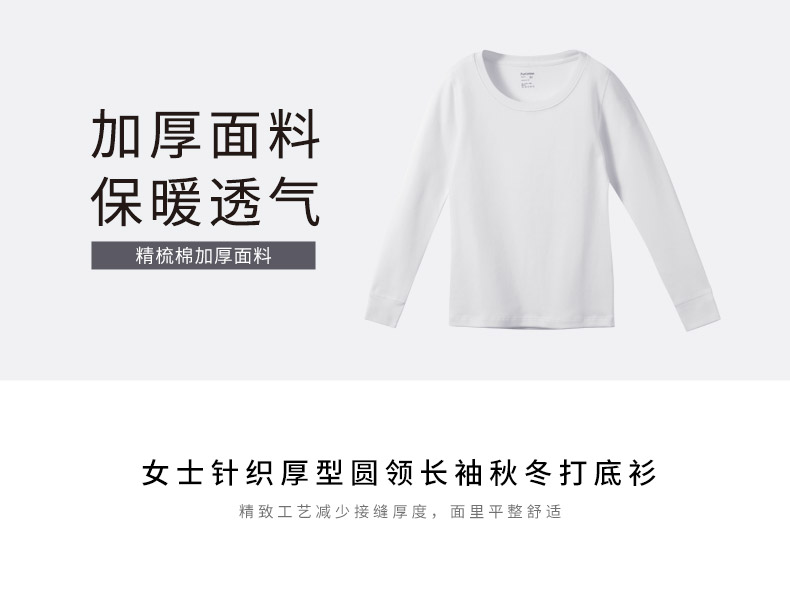 加厚面料
保暖透气
精梳棉加厚面料
女士针织厚型圆领长袖秋冬打底衫
精致工艺减少接缝厚度，面里平整舒适